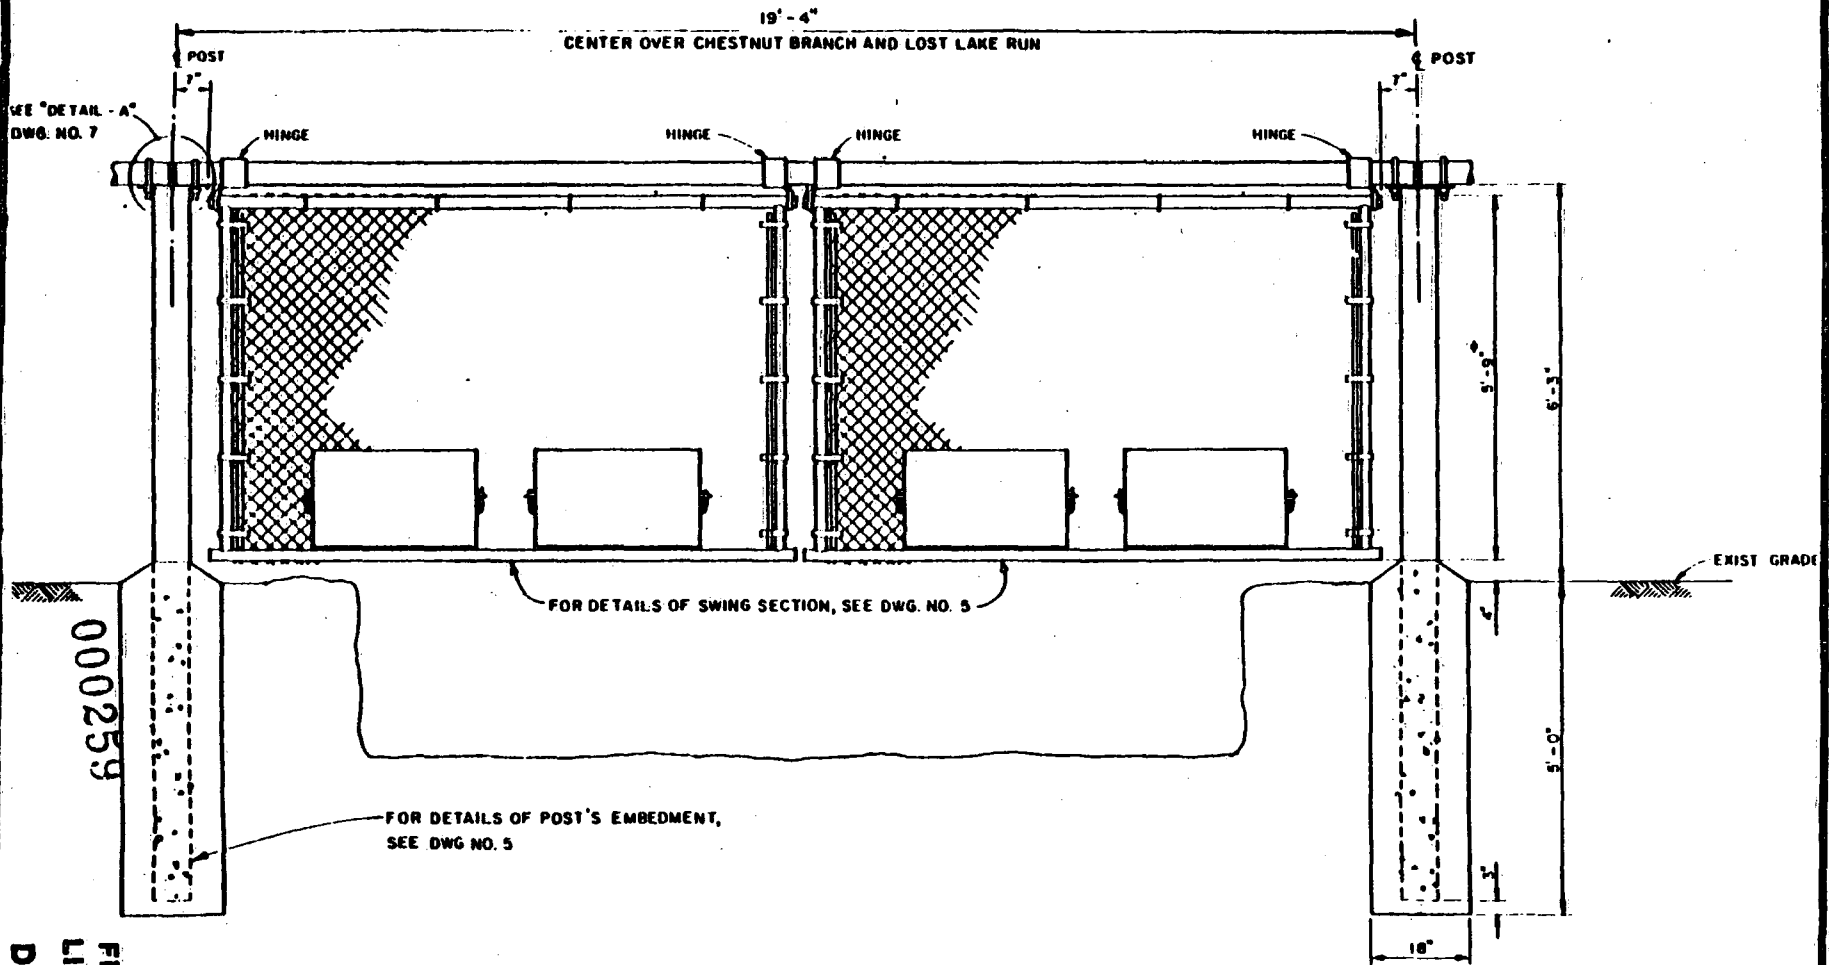 19'-4"
CENTER OVER CHESTNUT BRANCH AND LOST LAKE RUN
℄ POST
℄ POST
7"
7"
SEE "DETAIL - A"
DWG. NO. 7
HINGE
HINGE
HINGE
HINGE
5'-9"
6'-3"
EXIST GRADE
FOR DETAILS OF SWING SECTION, SEE DWG. NO. 5
4"
000259
5'-0"
FOR DETAILS OF POST'S EMBEDMENT,
SEE DWG NO. 5
3"
18"